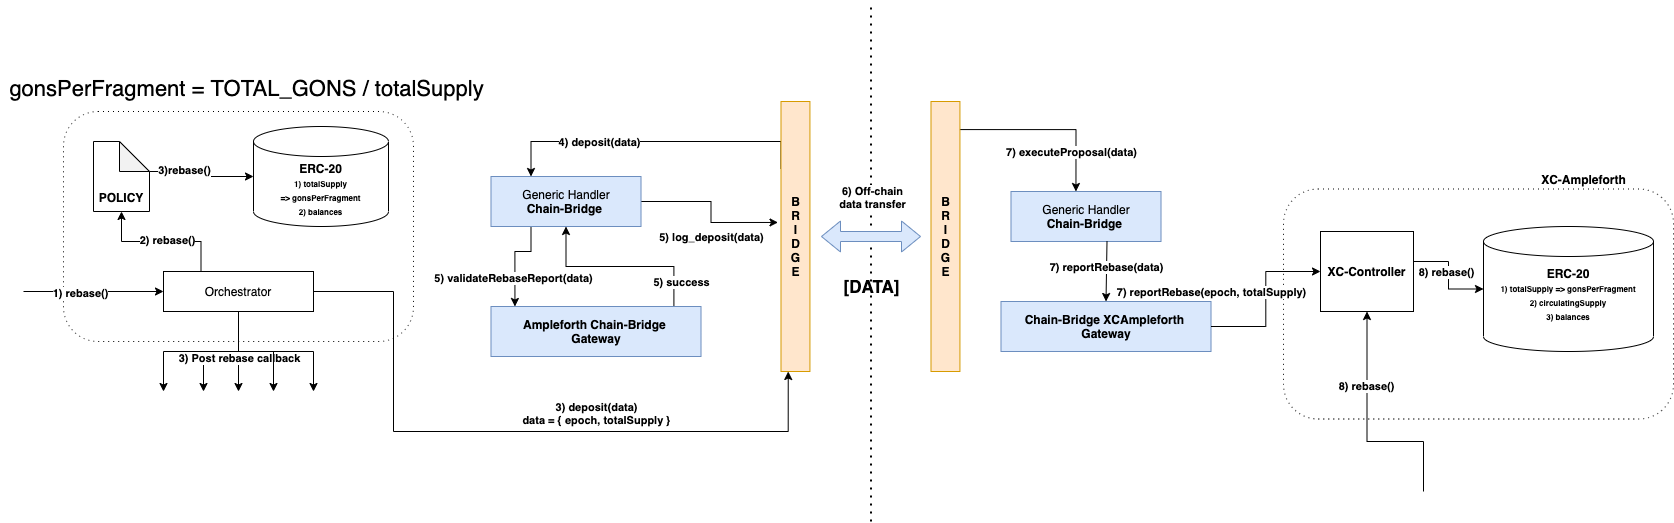 gonsPerFragment = TOTAL_GONS / totalSupply
POLICY
3)rebase()
ERC-20
1) totalSupply
=> gonsPerFragment
2) balances
2) rebase()
1) rebase()
Orchestrator
3) Post rebase callback
3) deposit(data)
data = { epoch, totalSupply }
4) deposit(data)
Generic Handler
Chain-Bridge
5) log_deposit(data)
5) validateRebaseReport(data)
5) success
Ampleforth Chain-Bridge
Gateway
B
R
I
D
G
E
6) Off-chain
data transfer
[DATA]
B
R
I
D
G
E
7) executeProposal(data)
Generic Handler
Chain-Bridge
7) reportRebase(data)
7) reportRebase(epoch, totalSupply)
Chain-Bridge XCAmpleforth
Gateway
XC-Ampleforth
XC-Controller
8) rebase()
ERC-20
1) totalSupply => gonsPerFragment
2) circulatingSupply
3) balances
8) rebase()